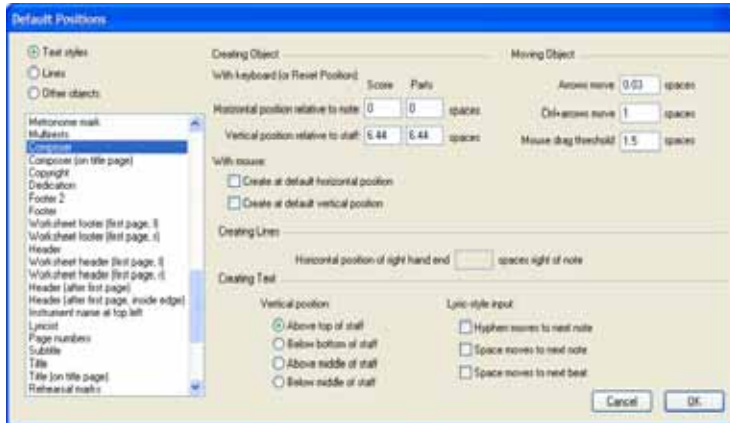 Default Positions
Text styles
Lines
Other objects
Metronome mark
Multirests
Composer
Composer (on title page)
Copyright
Dedication
Footer 2
Footer
Worksheet footer (first page, l)
Worksheet footer (first page, r)
Header
Worksheet header (first page, l)
Worksheet header (first page, r)
Header (after first page)
Header (after first page, inside edge)
Instrument name at top left
Lyricist
Page numbers
Subtitle
Title
Title (on title page)
Rehearsal marks
Creating Object
With keyboard (or Reset Position):
Score Parts
Horizontal position relative to note: 0 0 spaces
Vertical position relative to staff: 6.44 6.44 spaces
With mouse:
Create at default horizontal position
Create at default vertical position
Moving Object
Arrows move 0.03 spaces
Ctrl+arrows move 1 spaces
Mouse drag threshold 1.5 spaces
Creating Lines
Horizontal position of right hand end spaces right of note
Creating Text
Vertical position
Above top of staff
Below bottom of staff
Above middle of staff
Below middle of staff
Lyric-style input
Hyphen moves to next note
Space moves to next note
Space moves to next beat
Cancel OK